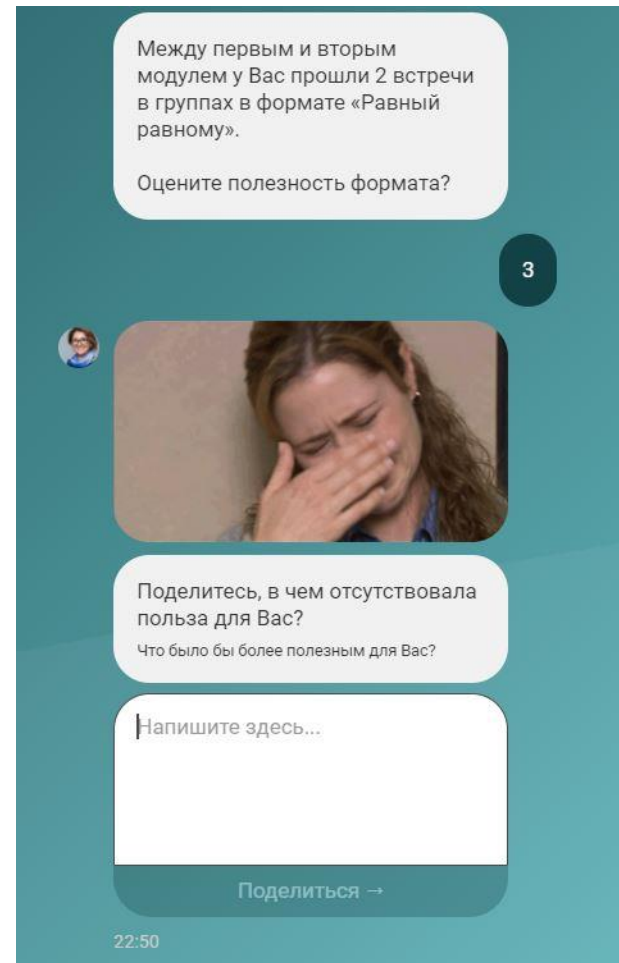 Между первым и вторым
модулем у Вас прошли 2 встречи
в группах в формате «Равный
равному».
Оцените полезность формата?
3
Поделитесь, в чем отсутствовала
польза для Вас?
Что было бы более полезным для Вас?
Напишите здесь...
Поделиться →
22:50